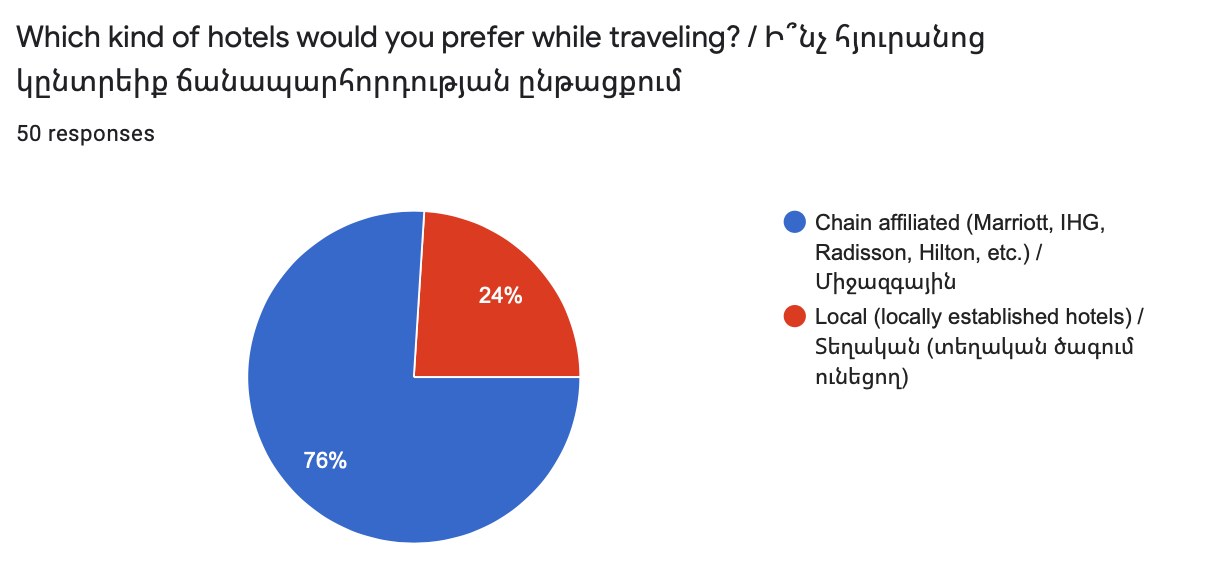 Which kind of hotels would you prefer while traveling? / Ի՞նչ հյուրանոց
կընտրեիք ճանապարհորդության ընթացքում
50 responses
24%
76%
Chain affiliated (Marriott, IHG,
Radisson, Hilton, etc.) /
Միջազգային
Local (locally established hotels) /
Տեղական (տեղական ծագում
ունեցող)